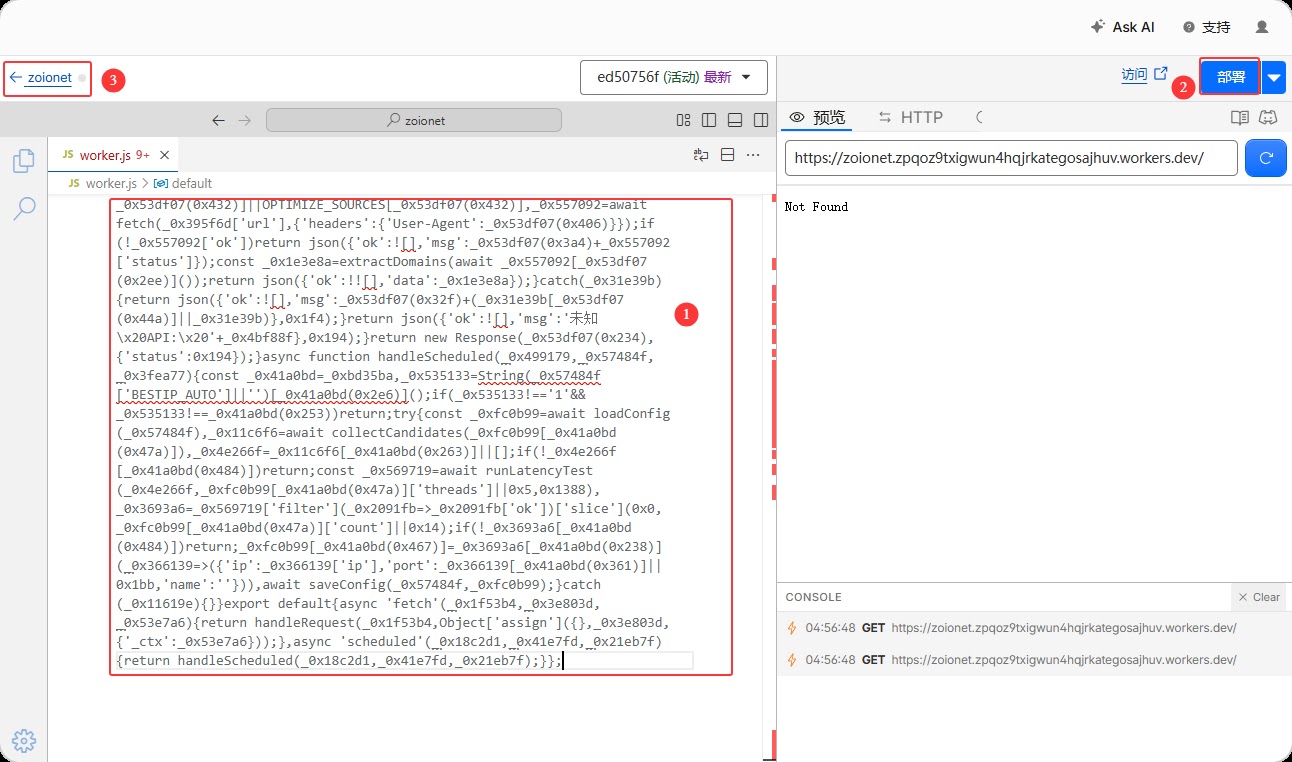 Ask AI
支持
zoionet
3
ed50756f (活动) 最新
访问
2
部署
zoionet
预览
HTTP
JS worker.js 9+
JS worker.js > default
https://zoionet.zpqoz9txigwun4hqjrkategosajhuv.workers.dev/
Not Found
_0x53df07(0x432)]||OPTIMIZE_SOURCES[_0x53df07(0x432)],_0x557092=await
fetch(_0x395f6d['url'],{'headers':{'User-Agent':_0x53df07(0x406)}});if
(!_0x557092['ok'])return json({'ok':![],'msg':_0x53df07(0x3a4)+_0x557092
['status']});const _0x1e3e8a=extractDomains(await _0x557092[_0x53df07
(0x2ee)]());return json({'ok':!![],'data':_0x1e3e8a});}catch(_0x31e39b)
{return json({'ok':![],'msg':_0x53df07(0x32f)+(_0x31e39b[_0x53df07
(0x44a)]||_0x31e39b)},0x1f4);}return json({'ok':![],'msg':'未知
\x20API:\x20'+_0x4bf88f},0x194);}return new Response(_0x53df07(0x234),
{'status':0x194});}async function handleScheduled(_0x499179,_0x57484f,
_0x3fea77){const _0x41a0bd=_0xbd35ba,_0x535133=String(_0x57484f
['BESTIP_AUTO']||'')[_0x41a0bd(0x2e6)]();if(_0x535133!=='1'&&
_0x535133!==_0x41a0bd(0x253))return;try{const _0xfc0b99=await loadConfig
(_0x57484f),_0x11c6f6=await collectCandidates(_0xfc0b99[_0x41a0bd
(0x47a)]),_0x4e266f=_0x11c6f6[_0x41a0bd(0x263)]||[];if(!_0x4e266f
[_0x41a0bd(0x484)])return;const _0x569719=await runLatencyTest
(_0x4e266f,_0xfc0b99[_0x41a0bd(0x47a)]['threads']||0x5,0x1388),
_0x3693a6=_0x569719['filter'](_0x2091fb=>_0x2091fb['ok'])['slice'](0x0,
_0xfc0b99[_0x41a0bd(0x47a)]['count']||0x14);if(!_0x3693a6[_0x41a0bd
(0x484)])return;_0xfc0b99[_0x41a0bd(0x467)]=_0x3693a6[_0x41a0bd(0x238)]
(_0x366139=>({'ip':_0x366139['ip'],'port':_0x366139[_0x41a0bd(0x361)]||
0x1bb,'name':''})),await saveConfig(_0x57484f,_0xfc0b99);}catch
(_0x11619e){}}export default{async 'fetch'(_0x1f53b4,_0x3e803d,
_0x53e7a6){return handleRequest(_0x1f53b4,Object['assign']({},_0x3e803d,
{'_ctx':_0x53e7a6}));},async 'scheduled'(_0x18c2d1,_0x41e7fd,_0x21eb7f)
{return handleScheduled(_0x18c2d1,_0x41e7fd,_0x21eb7f);}};
1
CONSOLE
Clear
04:56:48 GET https://zoionet.zpqoz9txigwun4hqjrkategosajhuv.workers.dev/
04:56:48 GET https://zoionet.zpqoz9txigwun4hqjrkategosajhuv.workers.dev/